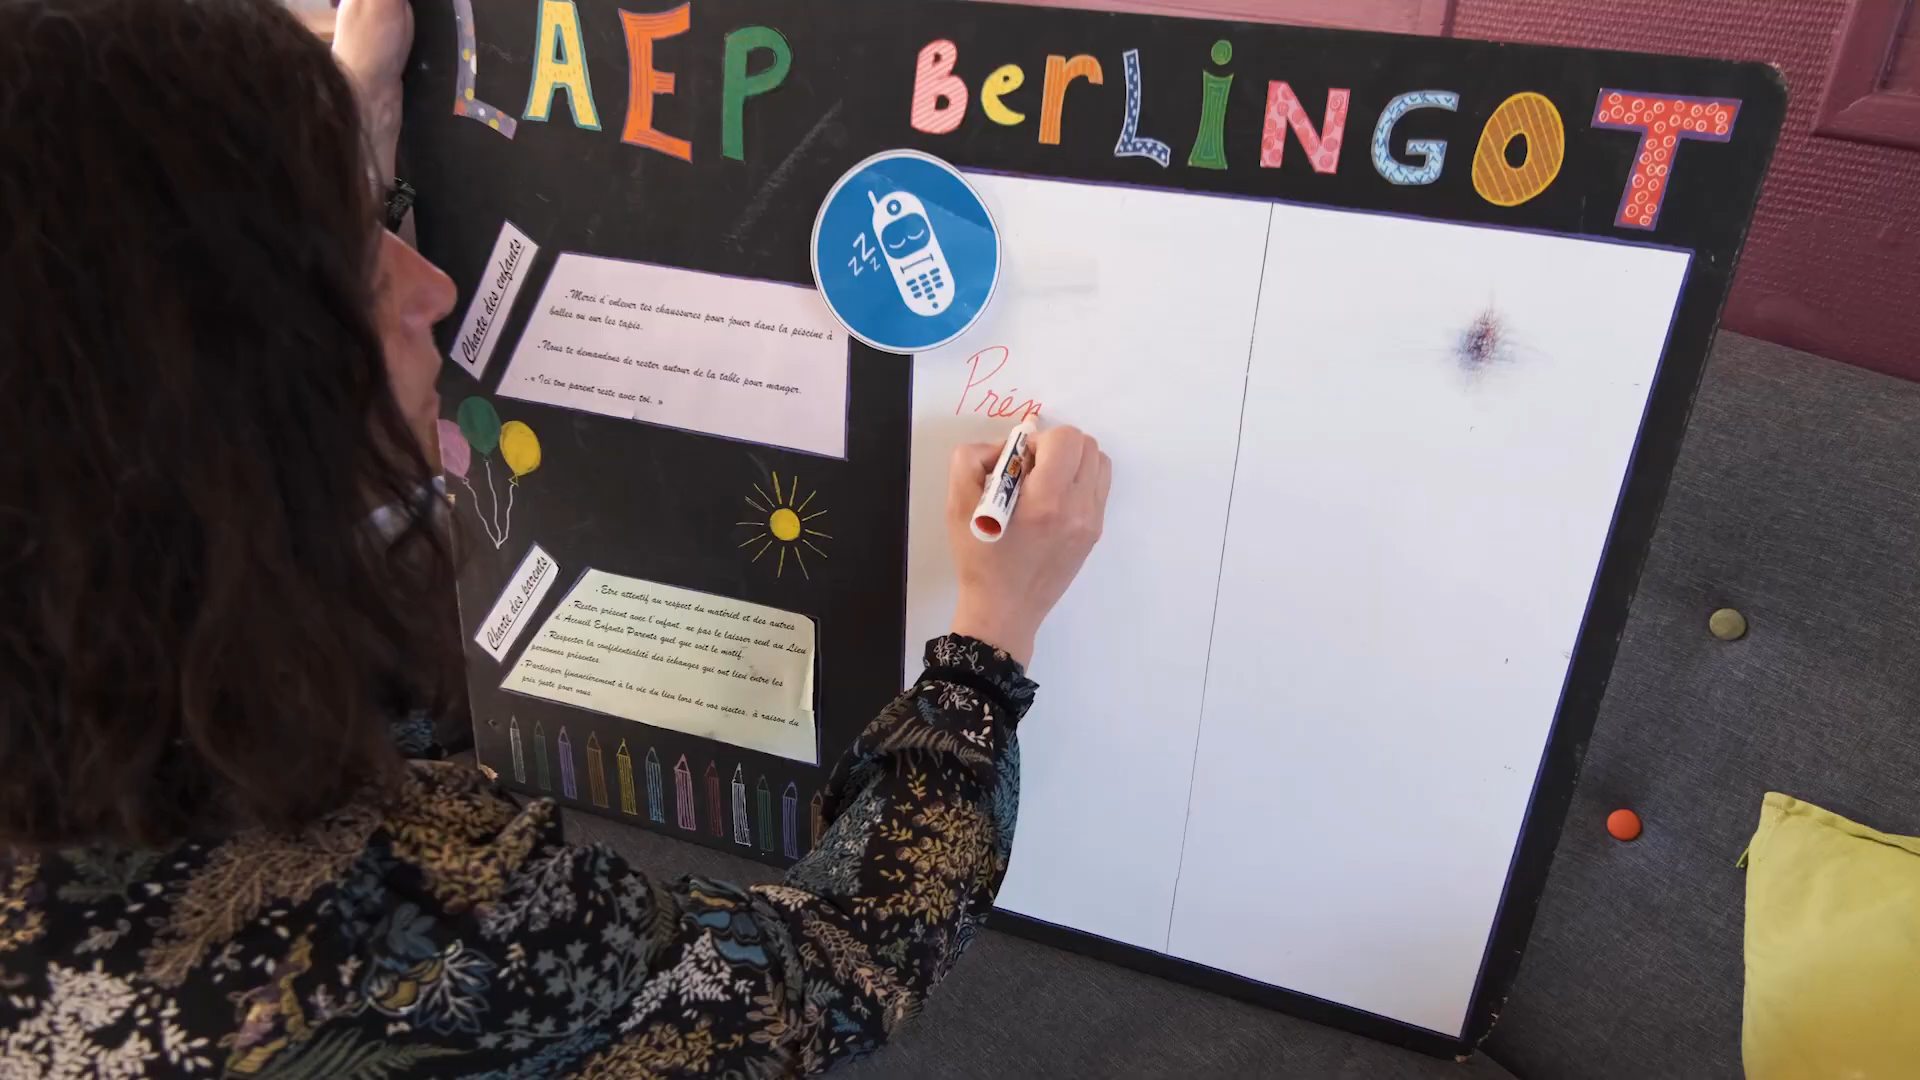 LAEP BerLiNGOT
zzz
Charte des enfants
. Merci d'enlever tes chaussures pour jouer dans la piscine à
balles ou sur les tapis.
. Nous te demandons de rester autour de la table pour manger.
. « Ici ton parent reste avec toi. »
Prén
Charte des parents
. Etre attentif au respect du matériel et des autres
. Rester présent avec l'enfant, ne pas le laisser seul au Lieu
d'Accueil Enfants Parents quel que soit le motif.
. Respecter la confidentialité des échanges qui ont lieu entre les
personnes présentes.
. Participer financièrement à la vie du lieu lors de vos visites, à raison du
prix juste pour vous.